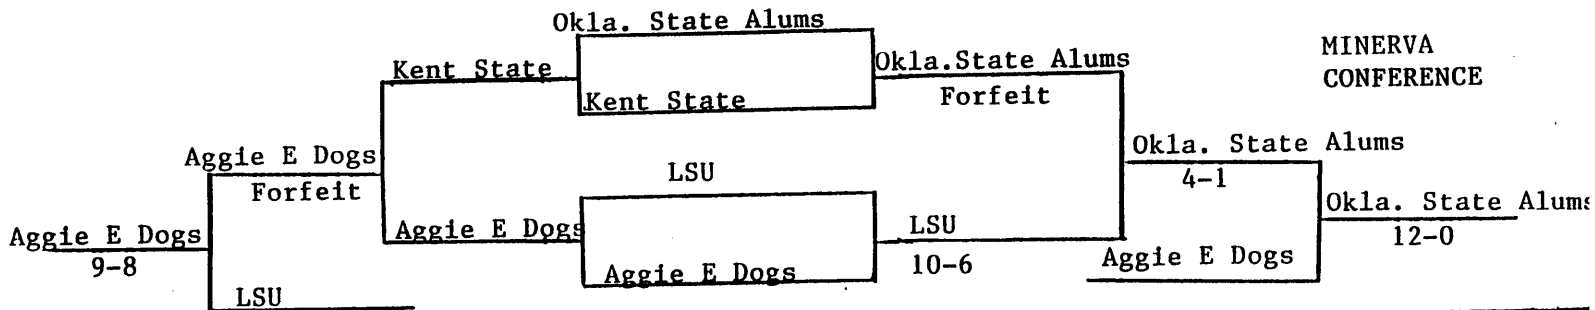 Okla. State Alums
MINERVA
CONFERENCE
Kent State
Okla.State Alums
Forfeit
Kent State
Okla. State Alums
4-1
Aggie E Dogs
Forfeit
LSU
Okla. State Alums
12-0
Aggie E Dogs
9-8
Aggie E Dogs
LSU
10-6
Aggie E Dogs
Aggie E Dogs
LSU